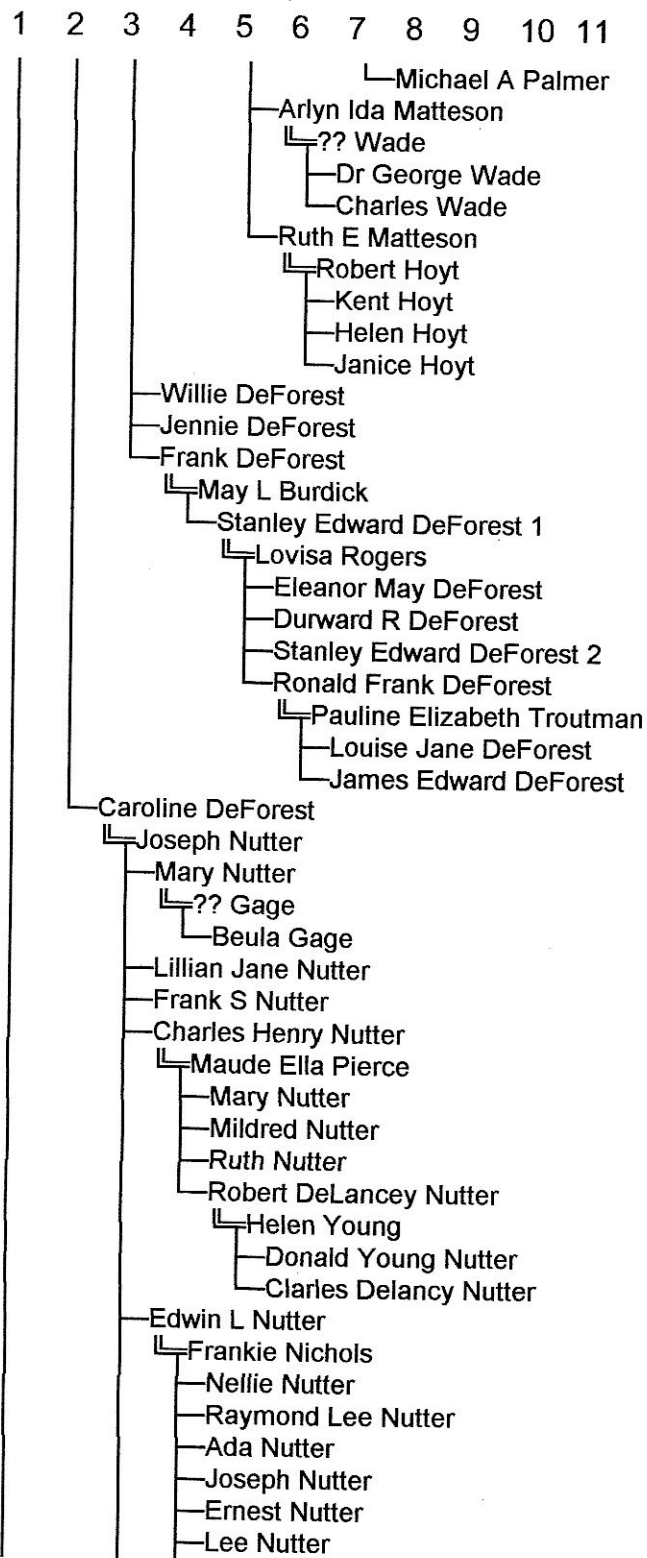 1 2 3 4 5 6 7 8 9 10 11
Michael A Palmer
Arlyn Ida Matteson
?? Wade
Dr George Wade
Charles Wade
Ruth E Matteson
Robert Hoyt
Kent Hoyt
Helen Hoyt
Janice Hoyt
Willie DeForest
Jennie DeForest
Frank DeForest
May L Burdick
Stanley Edward DeForest 1
Lovisa Rogers
Eleanor May DeForest
Durward R DeForest
Stanley Edward DeForest 2
Ronald Frank DeForest
Pauline Elizabeth Troutman
Louise Jane DeForest
James Edward DeForest
Caroline DeForest
Joseph Nutter
Mary Nutter
?? Gage
Beula Gage
Lillian Jane Nutter
Frank S Nutter
Charles Henry Nutter
Maude Ella Pierce
Mary Nutter
Mildred Nutter
Ruth Nutter
Robert DeLancey Nutter
Helen Young
Donald Young Nutter
Clarles Delancy Nutter
Edwin L Nutter
Frankie Nichols
Nellie Nutter
Raymond Lee Nutter
Ada Nutter
Joseph Nutter
Ernest Nutter
Lee Nutter